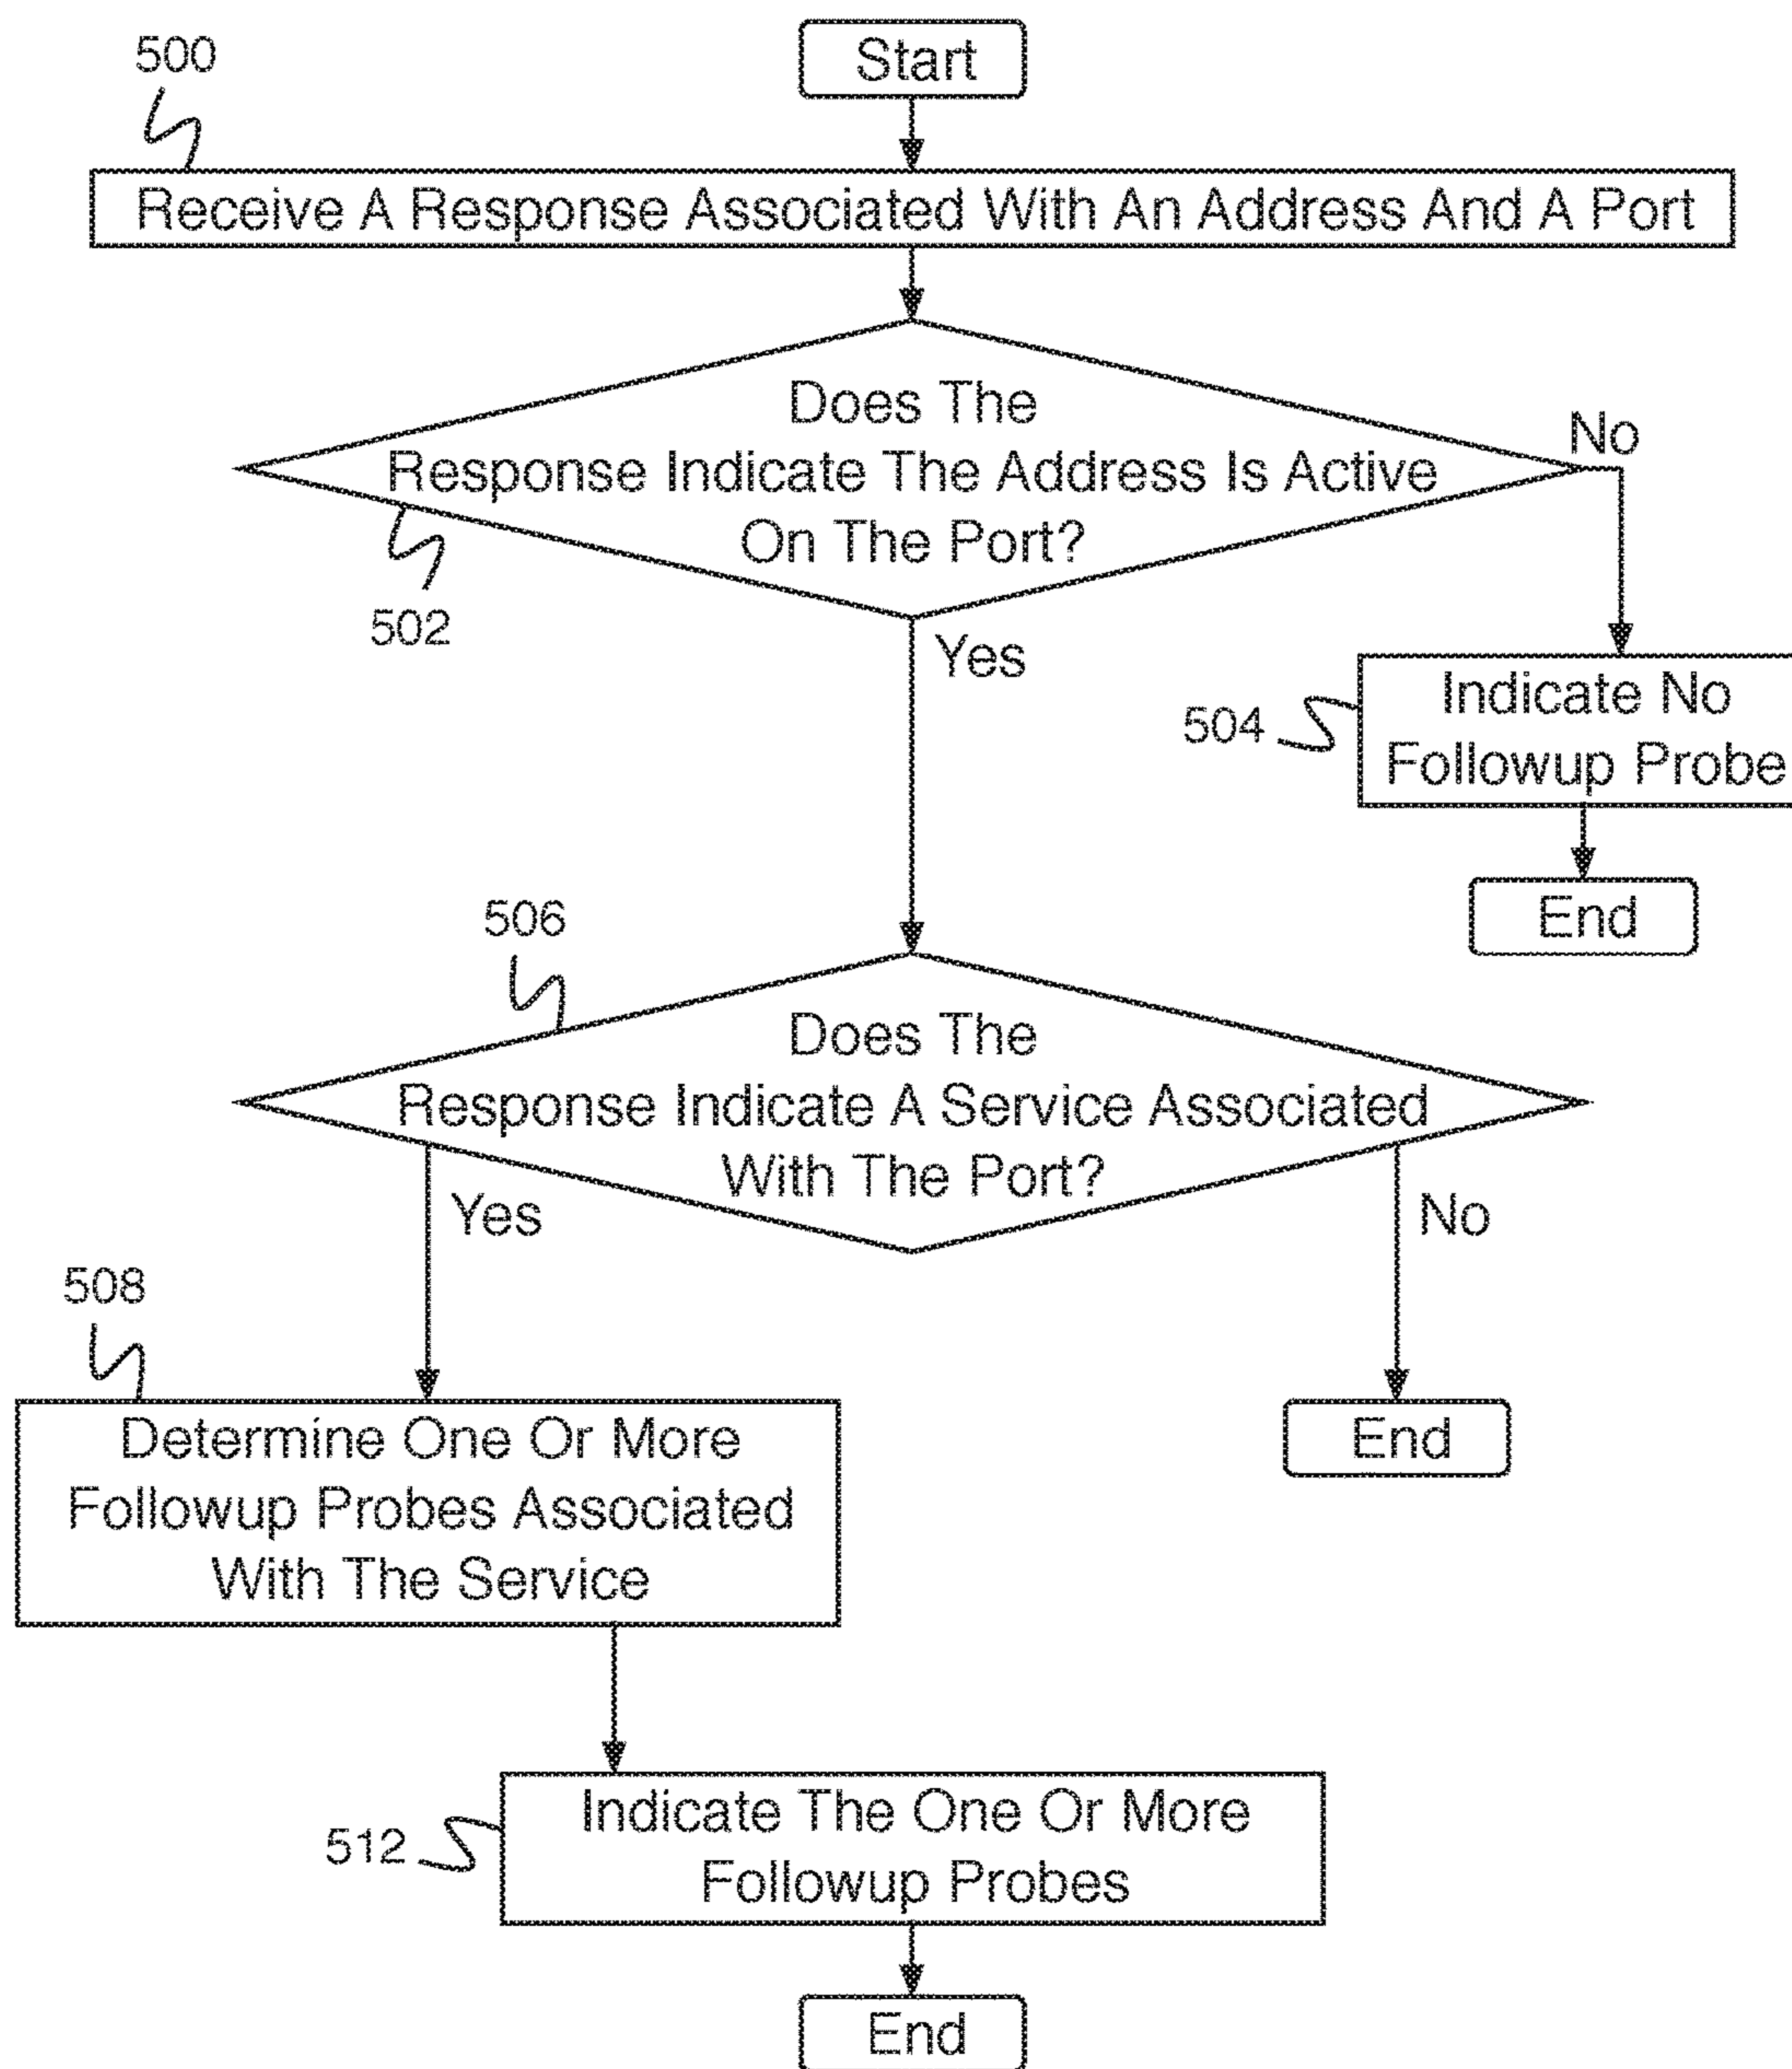 500
Start
Receive A Response Associated With An Address And A Port
Does The
Response Indicate The Address Is Active
On The Port?
No
502
Yes
504
Indicate No
Followup Probe
End
506
Does The
Response Indicate A Service Associated
With The Port?
Yes
No
508
Determine One Or More
Followup Probes Associated
With The Service
End
512
Indicate The One Or More
Followup Probes
End